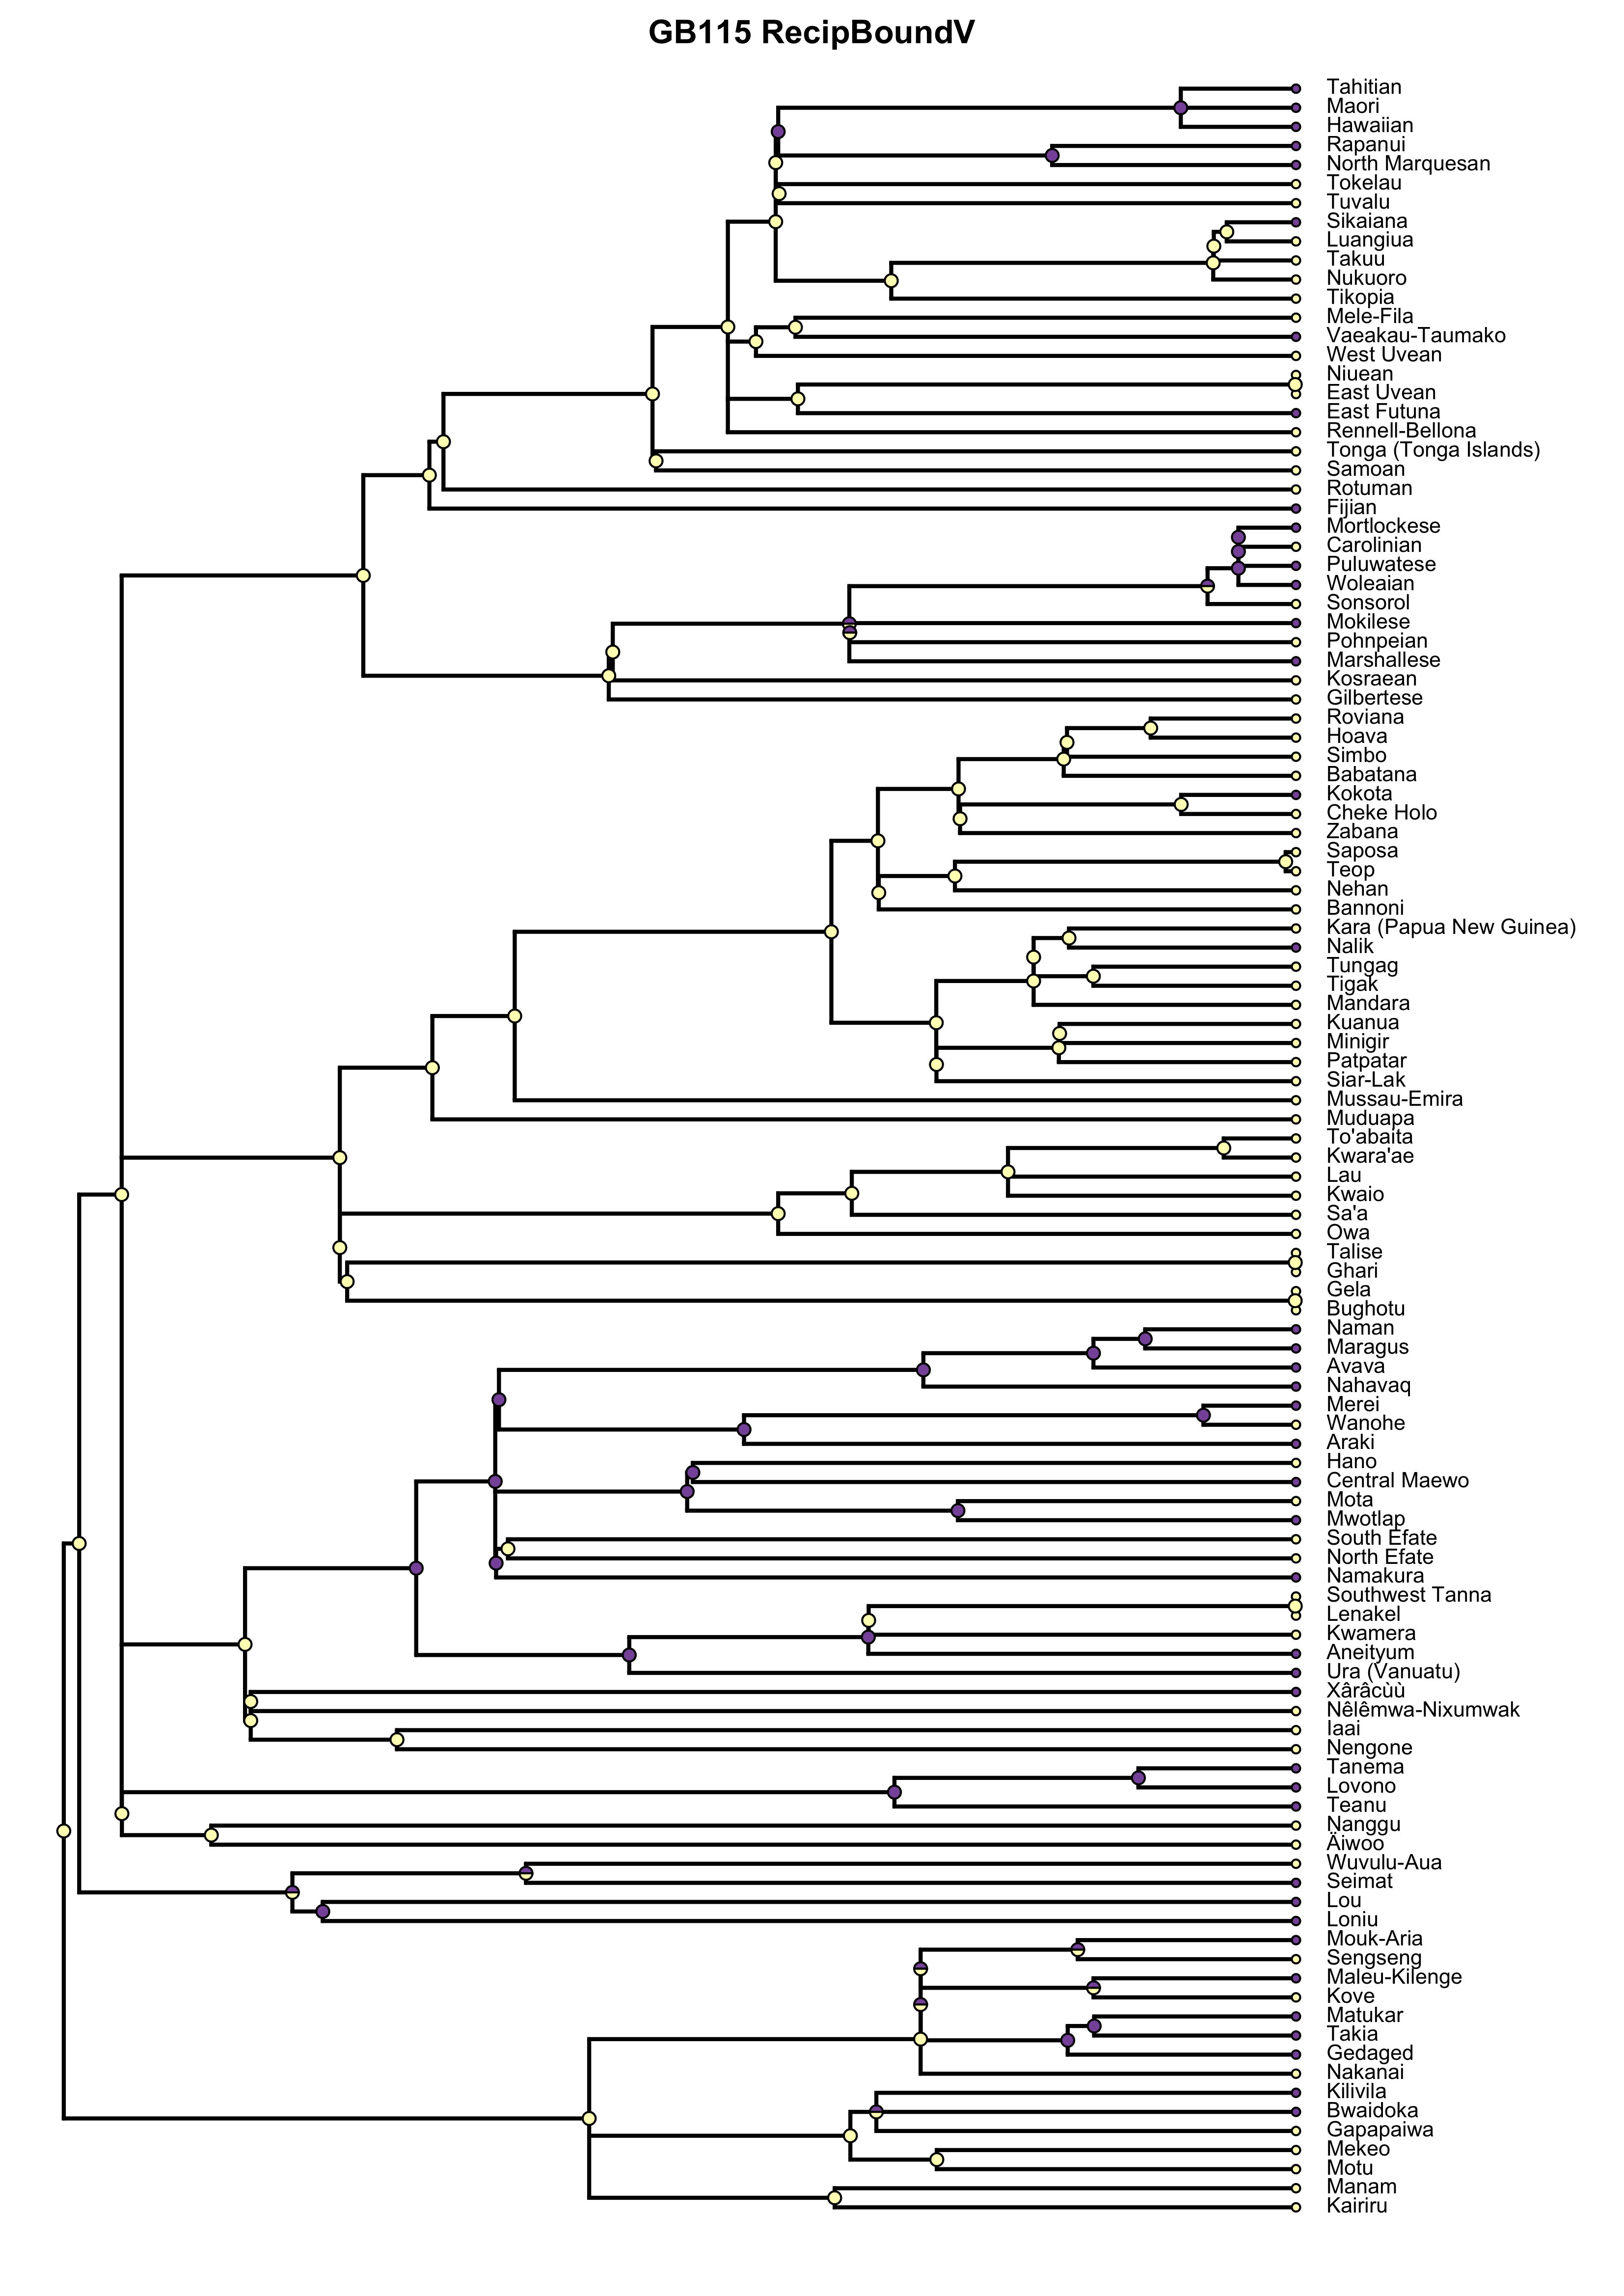 GB115 RecipBoundV
Tahitian
Maori
Hawaiian
Rapanui
North Marquesan
Tokelau
Tuvalu
Sikaiana
Luangiua
Takuu
Nukuoro
Tikopia
Mele-Fila
Vaeakau-Taumako
West Uvean
Niuean
East Uvean
East Futuna
Rennell-Bellona
Tonga (Tonga Islands)
Samoan
Rotuman
Fijian
Mortlockese
Carolinian
Puluwatese
Woleaian
Sonsorol
Mokilese
Pohnpeian
Marshallese
Kosraean
Gilbertese
Roviana
Hoava
Simbo
Babatana
Kokota
Cheke Holo
Zabana
Saposa
Teop
Nehan
Bannoni
Kara (Papua New Guinea)
Nalik
Tungag
Tigak
Mandara
Kuanua
Minigir
Patpatar
Siar-Lak
Mussau-Emira
Muduapa
To'abaita
Kwara'ae
Lau
Kwaio
Sa'a
Owa
Talise
Ghari
Gela
Bughotu
Naman
Maragus
Avava
Nahavaq
Merei
Wanohe
Araki
Hano
Central Maewo
Mota
Mwotlap
South Efate
North Efate
Namakura
Southwest Tanna
Lenakel
Kwamera
Aneityum
Ura (Vanuatu)
Xârâcùù
Nêlêmwa-Nixumwak
Iaai
Nengone
Tanema
Lovono
Teanu
Nanggu
Äiwoo
Wuvulu-Aua
Seimat
Lou
Loniu
Mouk-Aria
Sengseng
Maleu-Kilenge
Kove
Matukar
Takia
Gedaged
Nakanai
Kilivila
Bwaidoka
Gapapaiwa
Mekeo
Motu
Manam
Kairiru